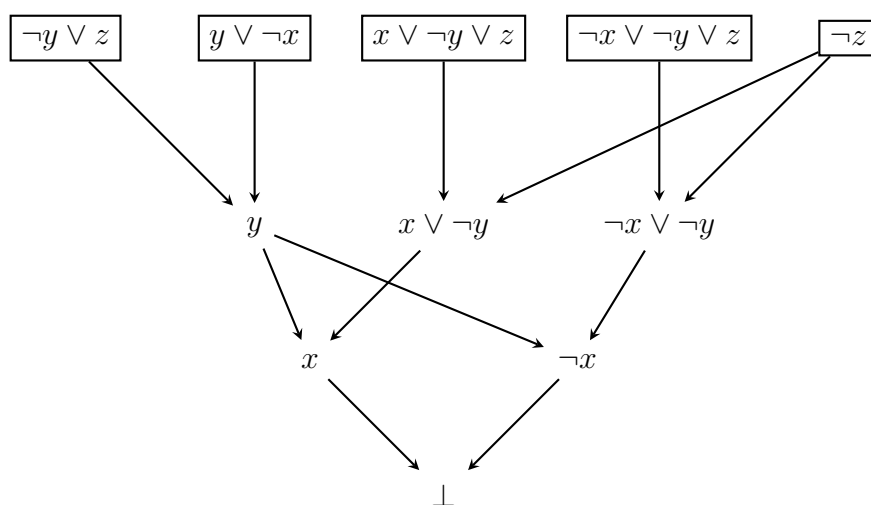 ¬y ∨ z y ∨ ¬x x ∨ ¬y ∨ z ¬x ∨ ¬y ∨ z ¬z
y x ∨ ¬y ¬x ∨ ¬y
x ¬x
⊥